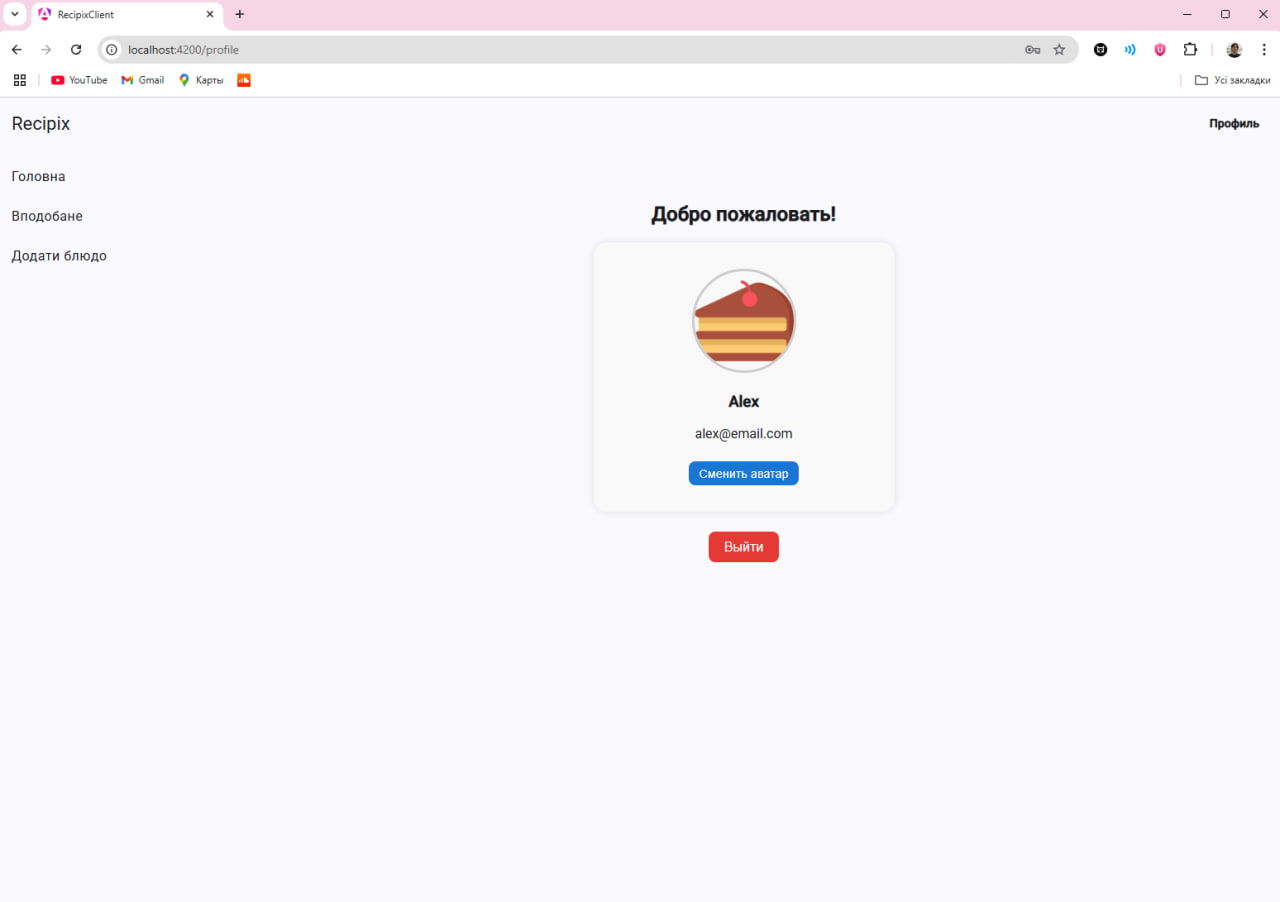 RecipixClient
localhost:4200/profile
YouTube Gmail Карты Усі закладки
Recipix Профиль
Головна
Вподобане
Додати блюдо
Добро пожаловать!
Alex
alex@email.com
Сменить аватар
Выйти